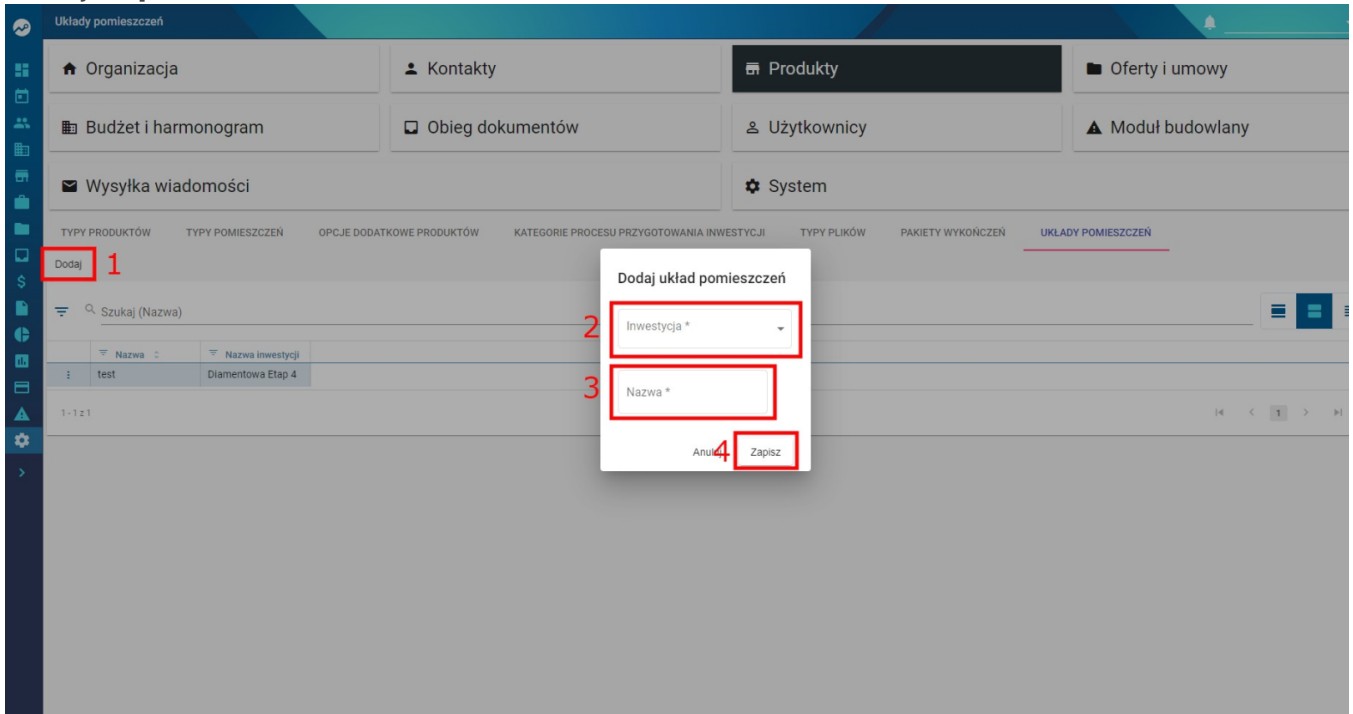 Układy pomieszczeń
Organizacja
Kontakty
Produkty
Oferty i umowy
Budżet i harmonogram
Obieg dokumentów
Użytkownicy
Moduł budowlany
Wysyłka wiadomości
System
TYPY PRODUKTÓW TYPY POMIESZCZEŃ OPCJE DODATKOWE PRODUKTÓW KATEGORIE PROCESU PRZYGOTOWANIA INWESTYCJI TYPY PLIKÓW PAKIETY WYKOŃCZEŃ UKŁADY POMIESZCZEŃ
Dodaj 1
Dodaj układ pomieszczeń
Szukaj (Nazwa)
2 Inwestycja *
Nazwa Nazwa inwestycji
test Diamentowa Etap 4
3 Nazwa *
1 - 1 z 1
1
4 Zapisz